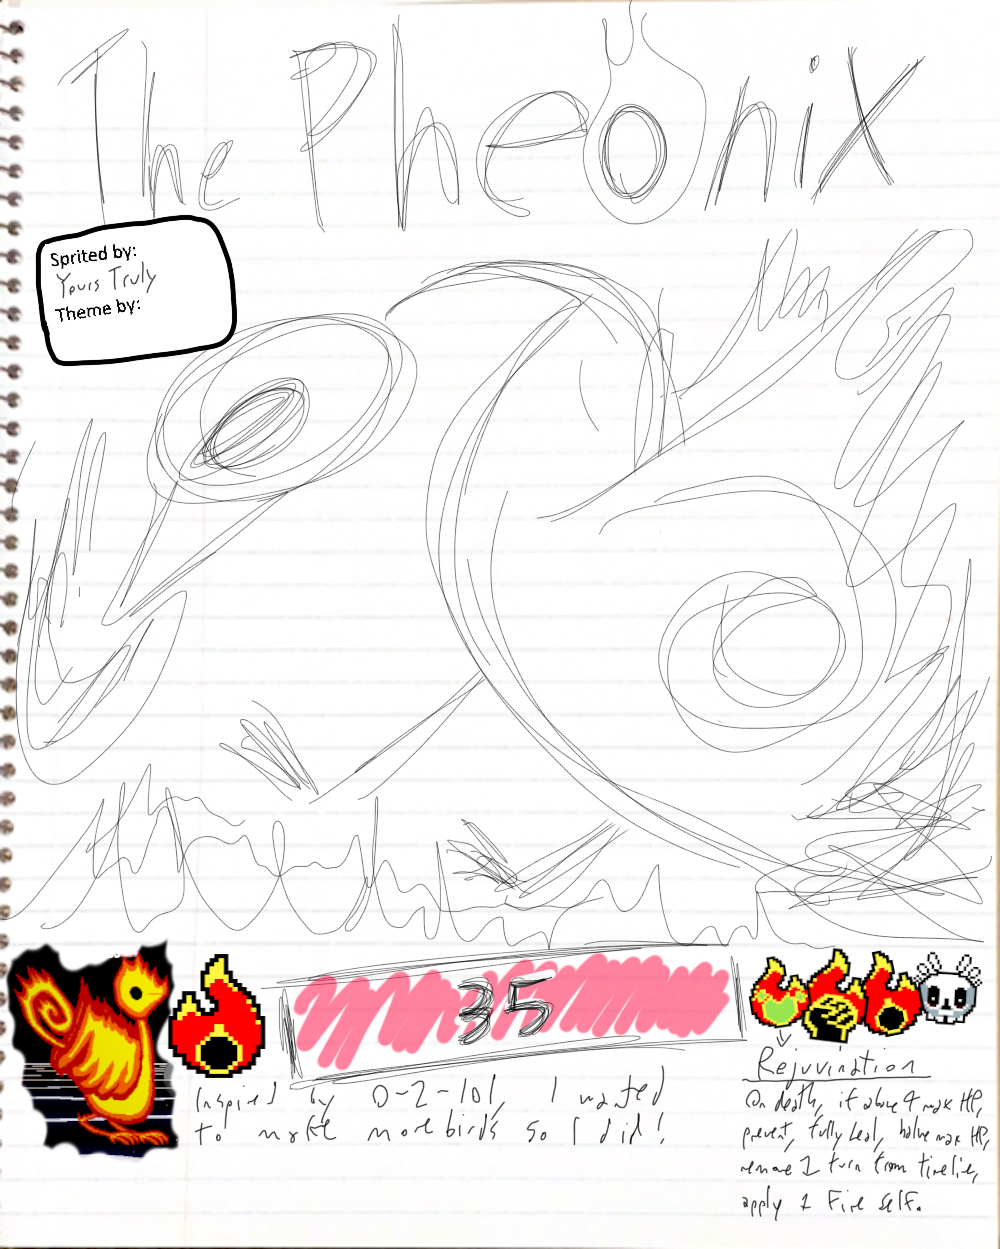 The Pheonix
Sprited by:
Yours Truly
Theme by:
35
Inspired by 0-2-101, I wanted
to make more birds so I did!
Rejuvination
On death, if above 4 max HP,
prevent, fully heal, halve max HP,
remove 1 turn from timeline,
apply 1 Fire self.